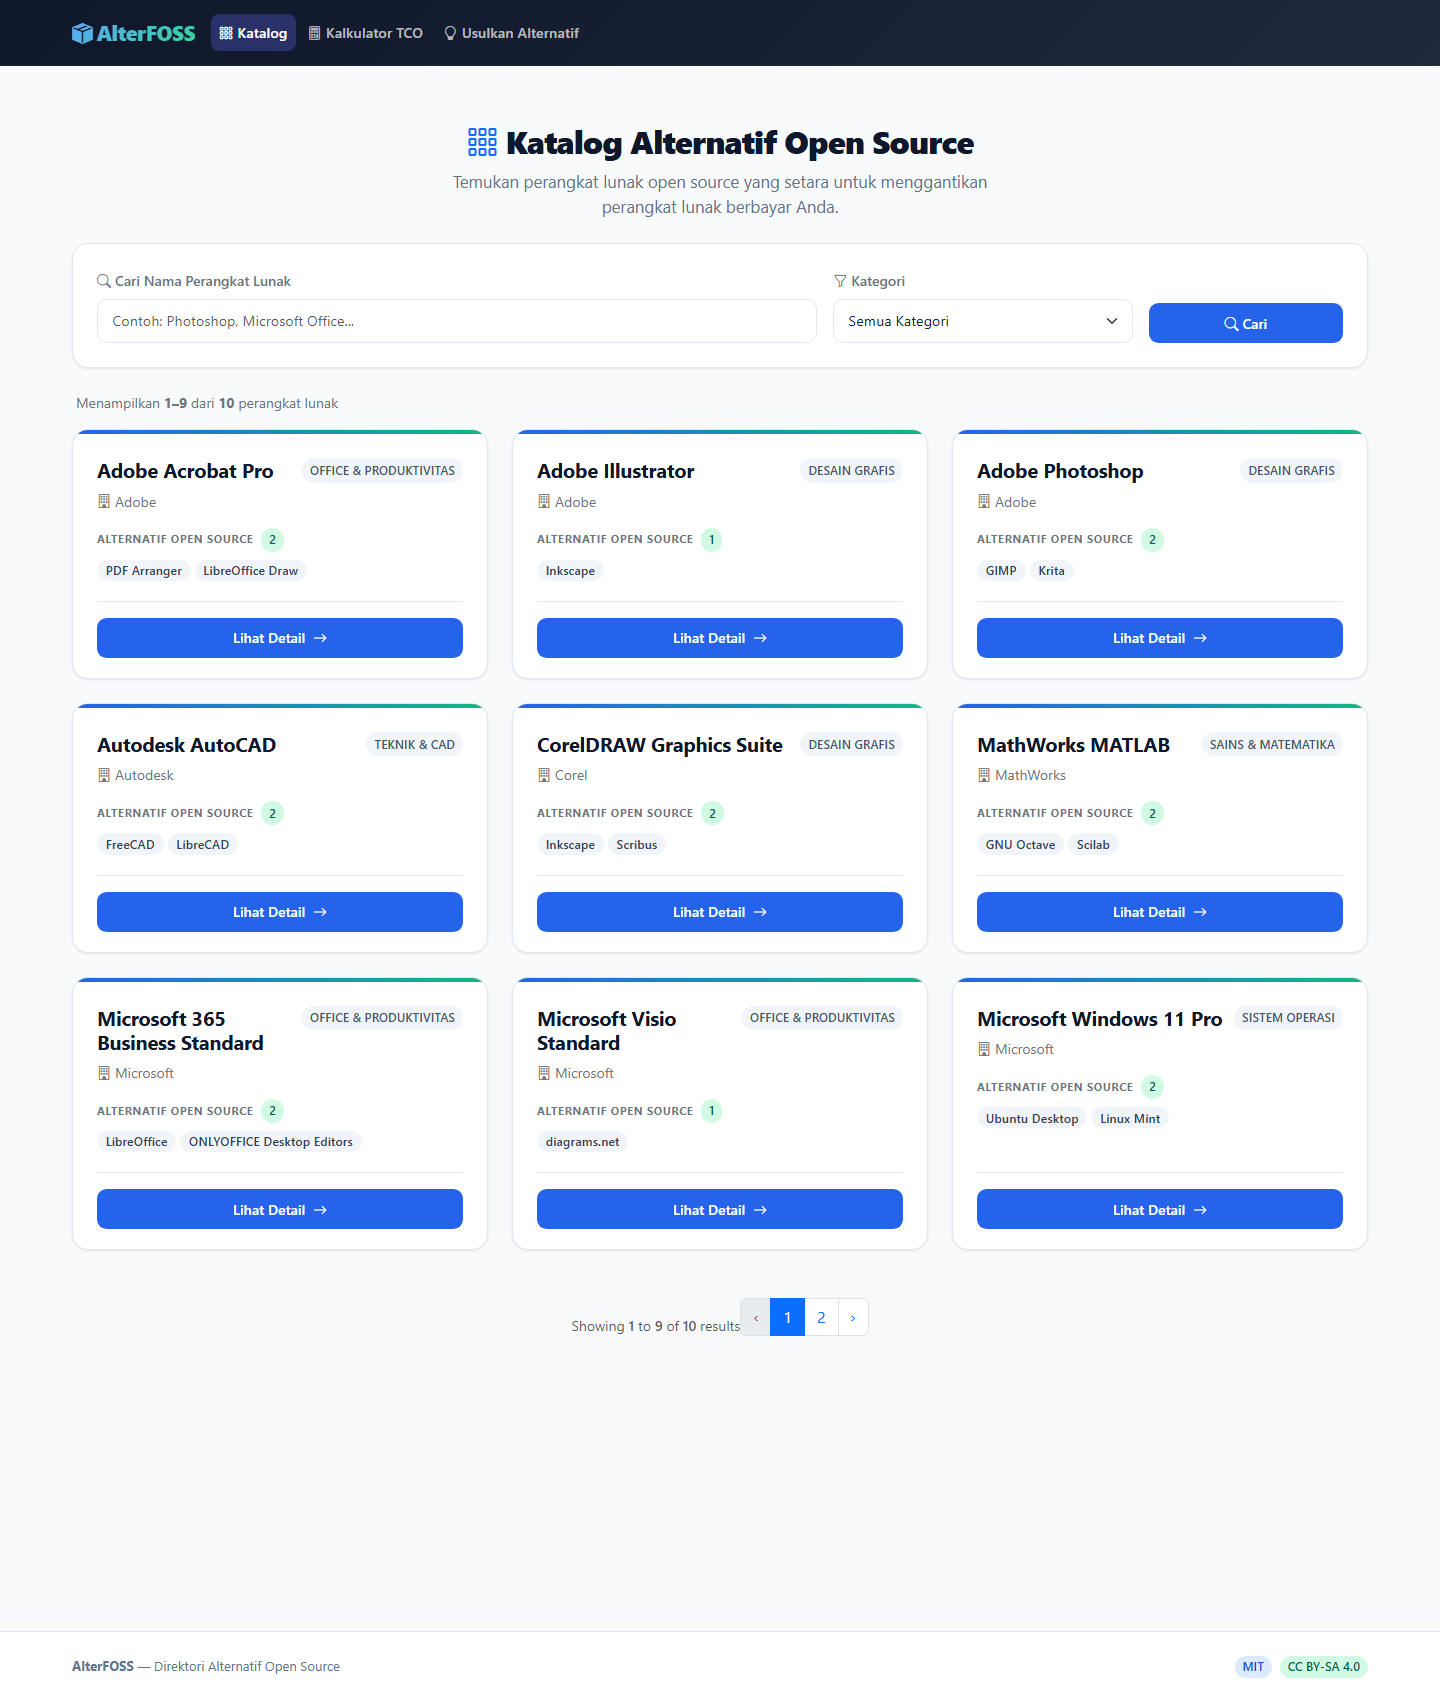 AlterFOSS Katalog Kalkulator TCO Usulkan Alternatif
Katalog Alternatif Open Source
Temukan perangkat lunak open source yang setara untuk menggantikan
perangkat lunak berbayar Anda.
Cari Nama Perangkat Lunak Kategori
Contoh: Photoshop, Microsoft Office... Semua Kategori Cari
Menampilkan 1–9 dari 10 perangkat lunak
Adobe Acrobat Pro OFFICE & PRODUKTIVITAS
Adobe
ALTERNATIF OPEN SOURCE 2
PDF Arranger LibreOffice Draw
Lihat Detail →
Adobe Illustrator DESAIN GRAFIS
Adobe
ALTERNATIF OPEN SOURCE 1
Inkscape
Lihat Detail →
Adobe Photoshop DESAIN GRAFIS
Adobe
ALTERNATIF OPEN SOURCE 2
GIMP Krita
Lihat Detail →
Autodesk AutoCAD TEKNIK & CAD
Autodesk
ALTERNATIF OPEN SOURCE 2
FreeCAD LibreCAD
Lihat Detail →
CorelDRAW Graphics Suite DESAIN GRAFIS
Corel
ALTERNATIF OPEN SOURCE 2
Inkscape Scribus
Lihat Detail →
MathWorks MATLAB SAINS & MATEMATIKA
MathWorks
ALTERNATIF OPEN SOURCE 2
GNU Octave Scilab
Lihat Detail →
Microsoft 365 OFFICE & PRODUKTIVITAS
Business Standard
Microsoft
ALTERNATIF OPEN SOURCE 2
LibreOffice ONLYOFFICE Desktop Editors
Lihat Detail →
Microsoft Visio OFFICE & PRODUKTIVITAS
Standard
Microsoft
ALTERNATIF OPEN SOURCE 1
diagrams.net
Lihat Detail →
Microsoft Windows 11 Pro SISTEM OPERASI
Microsoft
ALTERNATIF OPEN SOURCE 2
Ubuntu Desktop Linux Mint
Lihat Detail →
Showing 1 to 9 of 10 results ‹ 1 2 ›
AlterFOSS — Direktori Alternatif Open Source MIT CC BY-SA 4.0